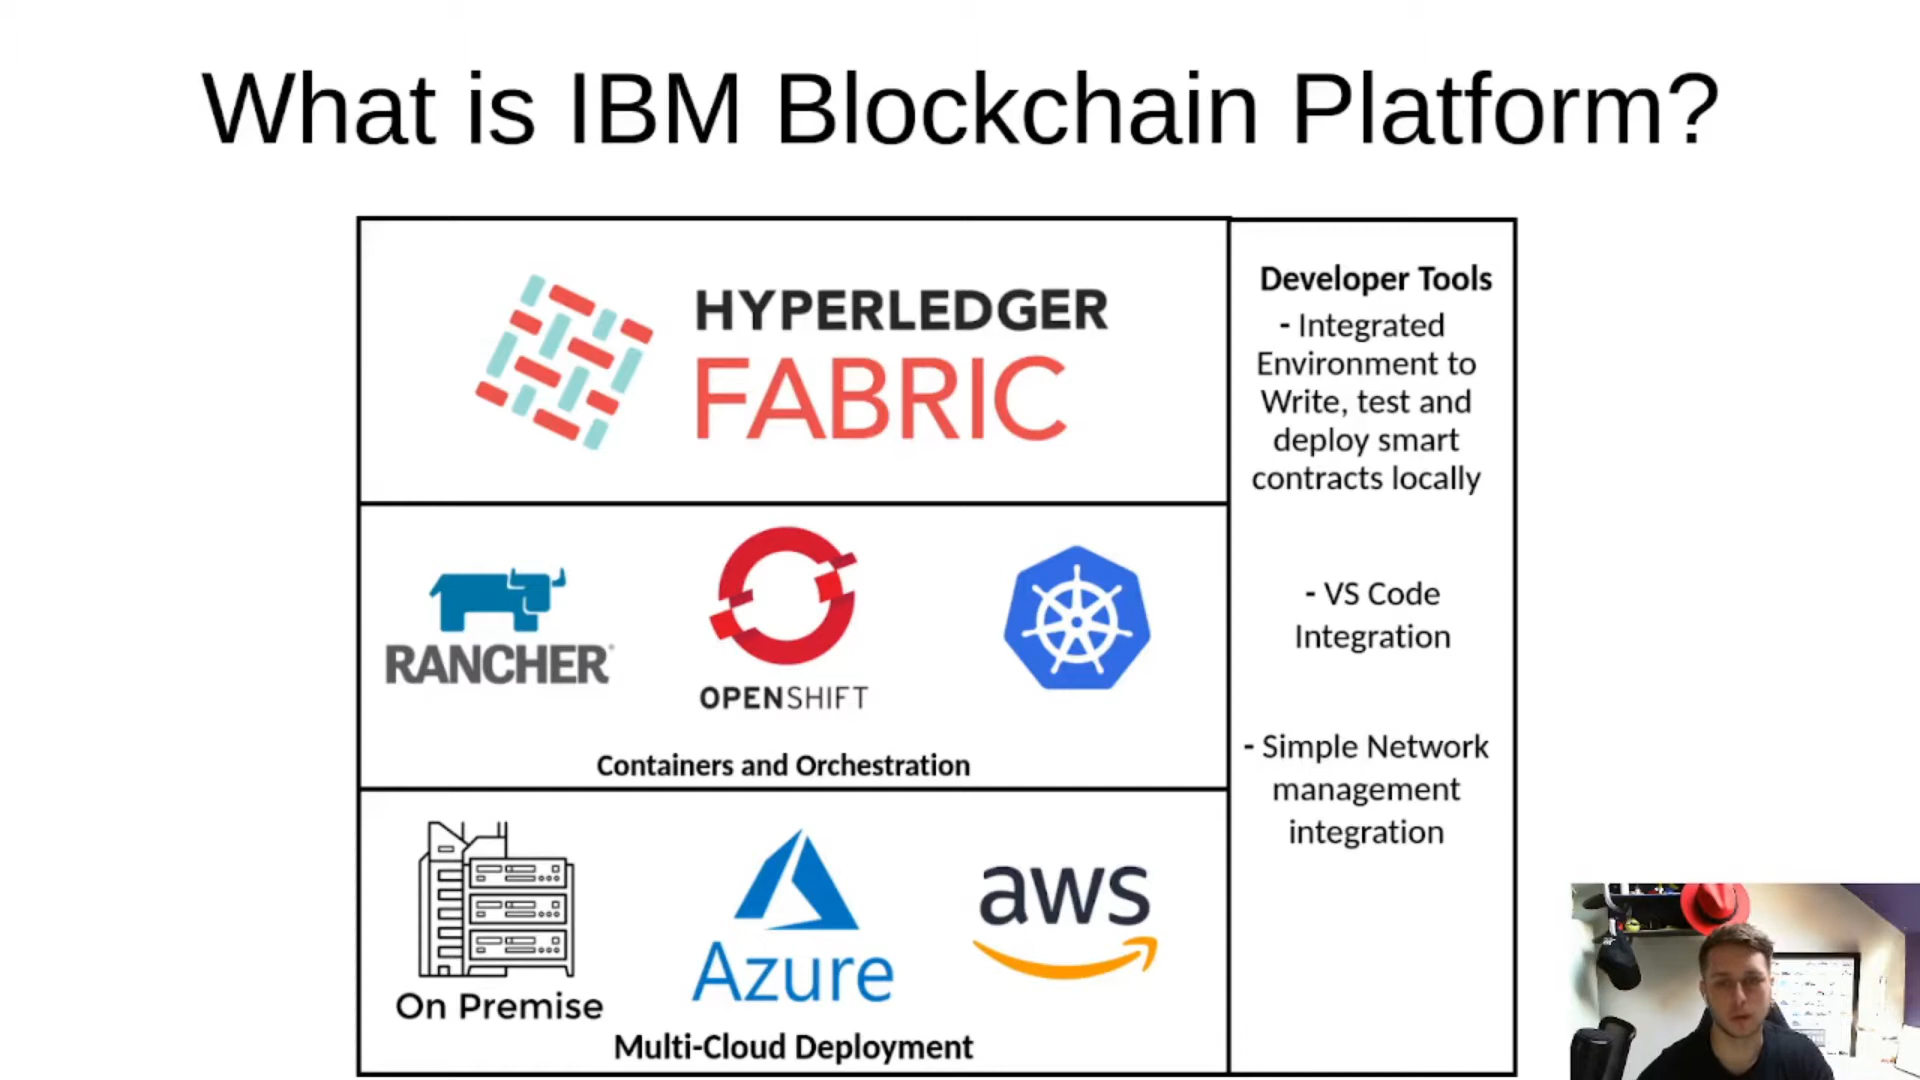 What is IBM Blockchain Platform?
HYPERLEDGER
FABRIC
RANCHER
OPENSHIFT
Containers and Orchestration
On Premise
Azure
aws
Multi-Cloud Deployment
Developer Tools
- Integrated
Environment to
Write, test and
deploy smart
contracts locally
- VS Code
Integration
- Simple Network
management
integration